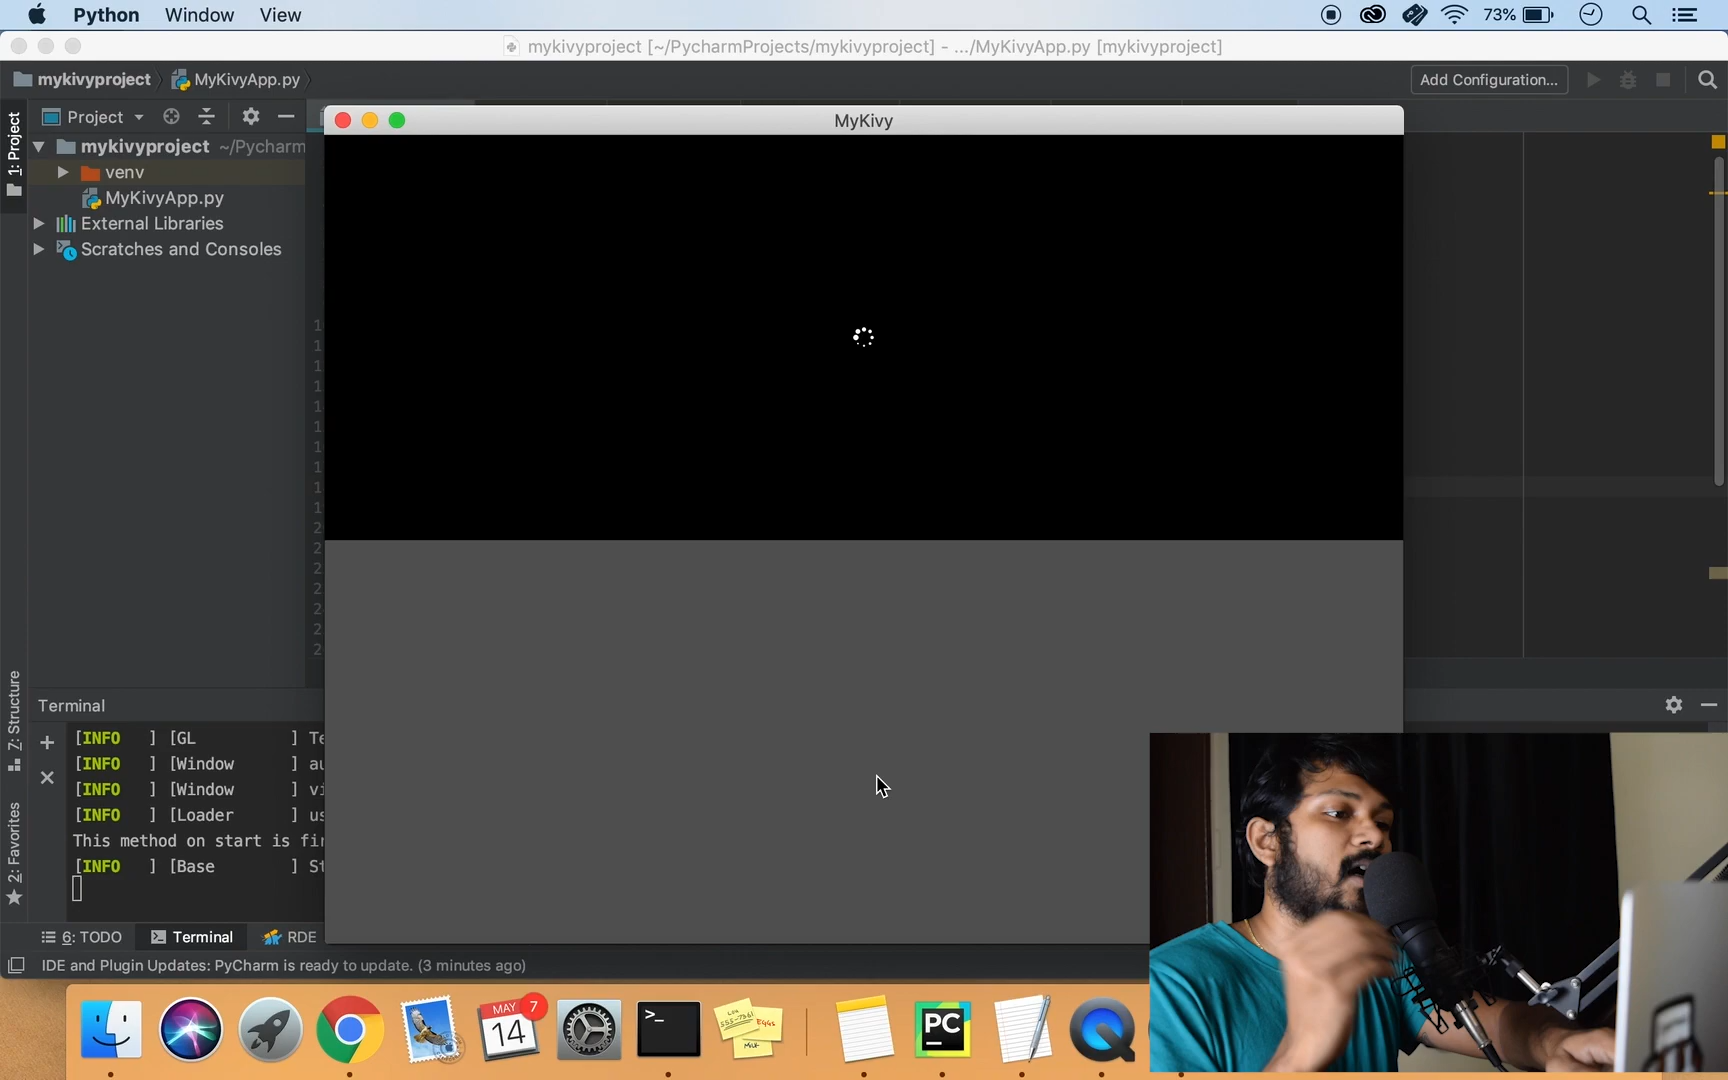 Python Window View 73%
mykivyproject [~/PycharmProjects/mykivyproject] - .../MyKivyApp.py [mykivyproject]
mykivyproject MyKivyApp.py Add Configuration...
1: Project
Project
MyKivy
mykivyproject ~/Pycharm
venv
MyKivyApp.py
External Libraries
Scratches and Consoles
7: Structure
2: Favorites
Terminal
[INFO ] [GL ] Te
[INFO ] [Window ] au
[INFO ] [Window ] vi
[INFO ] [Loader ] us
This method on start is fir
[INFO ] [Base ] St
6: TODO Terminal RDE
IDE and Plugin Updates: PyCharm is ready to update. (3 minutes ago)
MAY 7
14
>_
EGGS
MILK
PC